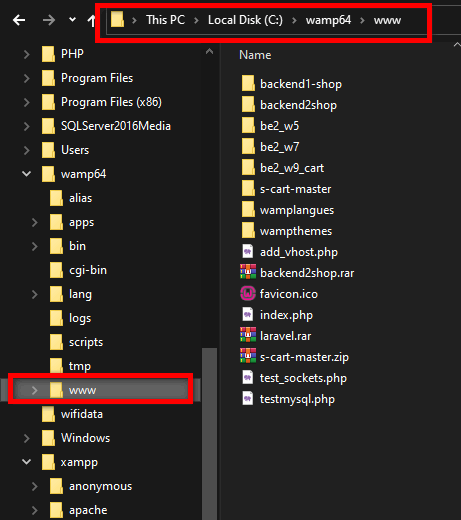 This PC > Local Disk (C:) > wamp64 > www
PHP
Program Files
Program Files (x86)
SQLServer2016Media
Users
wamp64
alias
apps
bin
cgi-bin
lang
logs
scripts
tmp
www
wifidata
Windows
xampp
anonymous
apache
Name
backend1-shop
backend2shop
be2_w5
be2_w7
be2_w9_cart
s-cart-master
wamplangues
wampthemes
add_vhost.php
backend2shop.rar
favicon.ico
index.php
laravel.rar
s-cart-master.zip
test_sockets.php
testmysql.php